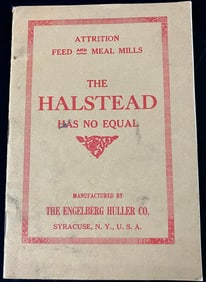 ATTRITION
FEED AND MEAL MILLS
THE
HALSTEAD
HAS NO EQUAL
MANUFACTURED BY
THE ENGELBERG HULLER CO.
SYRACUSE, N. Y., U. S. A.